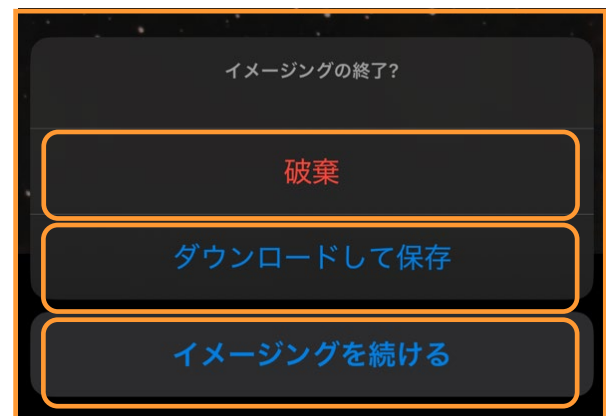 イメージングの終了?
破棄
ダウンロードして保存
イメージングを続ける